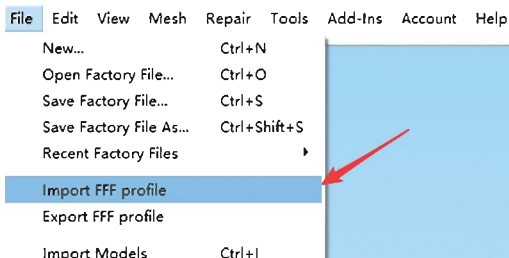 File Edit View Mesh Repair Tools Add-Ins Account Help
New... Ctrl+N
Open Factory File... Ctrl+O
Save Factory File... Ctrl+S
Save Factory File As... Ctrl+Shift+S
Recent Factory Files
Import FFF profile
Export FFF profile
Import Models Ctrl+I